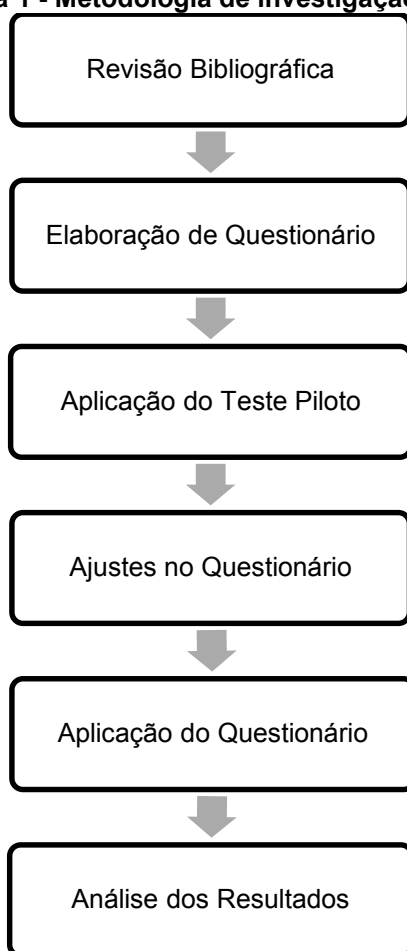 1 - Metodologia de Investigação
Revisão Bibliográfica
Elaboração de Questionário
Aplicação do Teste Piloto
Ajustes no Questionário
Aplicação do Questionário
Análise dos Resultados